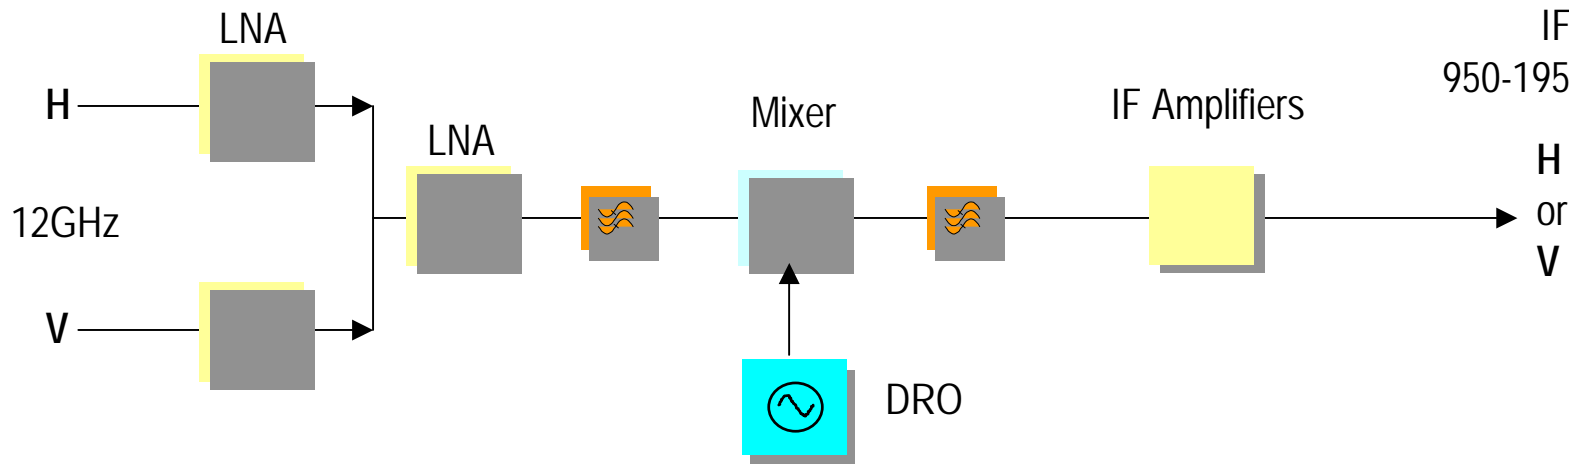 LNA
H
LNA
12GHz
V
Mixer
DRO
IF Amplifiers
IF
950-195
H
or
V